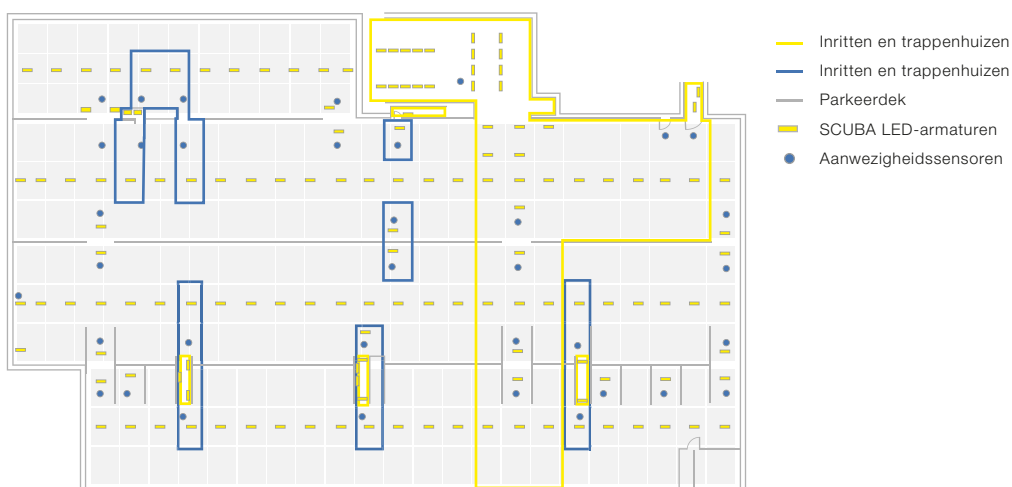 Inritten en trappenhuizen
Inritten en trappenhuizen
Parkeerdek
SCUBA LED-armaturen
Aanwezigheidssensoren